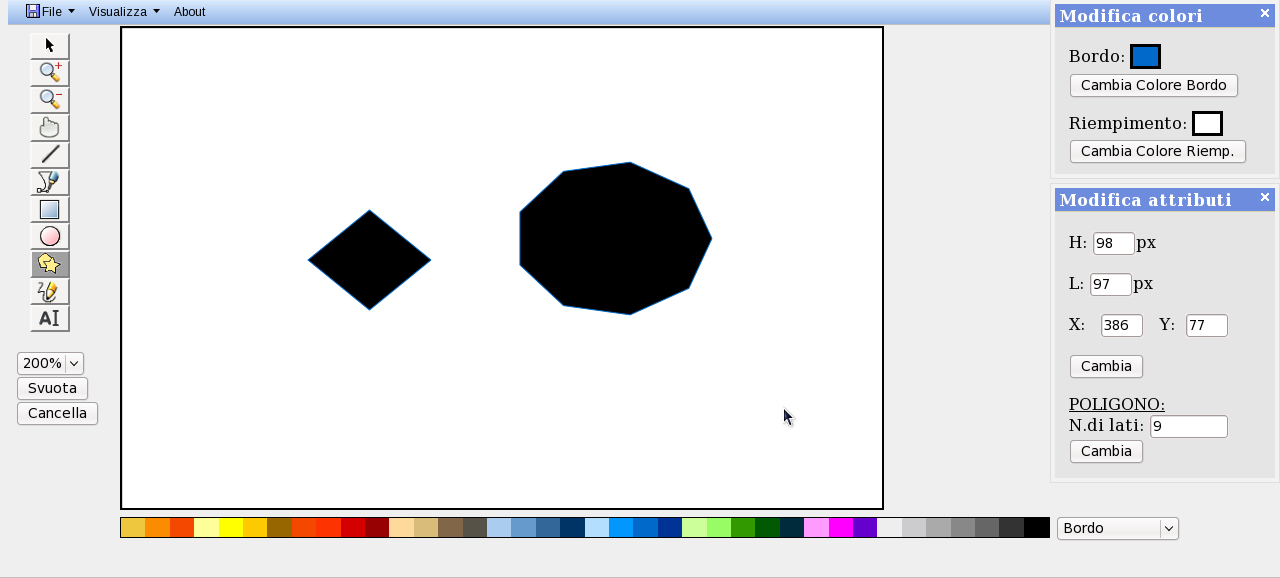 File Visualizza About
Modifica colori
Bordo:
Cambia Colore Bordo
Riempimento:
Cambia Colore Riemp.
Modifica attributi
H: 98 px
L: 97 px
X: 386 Y: 77
Cambia
POLIGONO:
N.di lati: 9
Cambia
AI
200%
Svuota
Cancella
Bordo